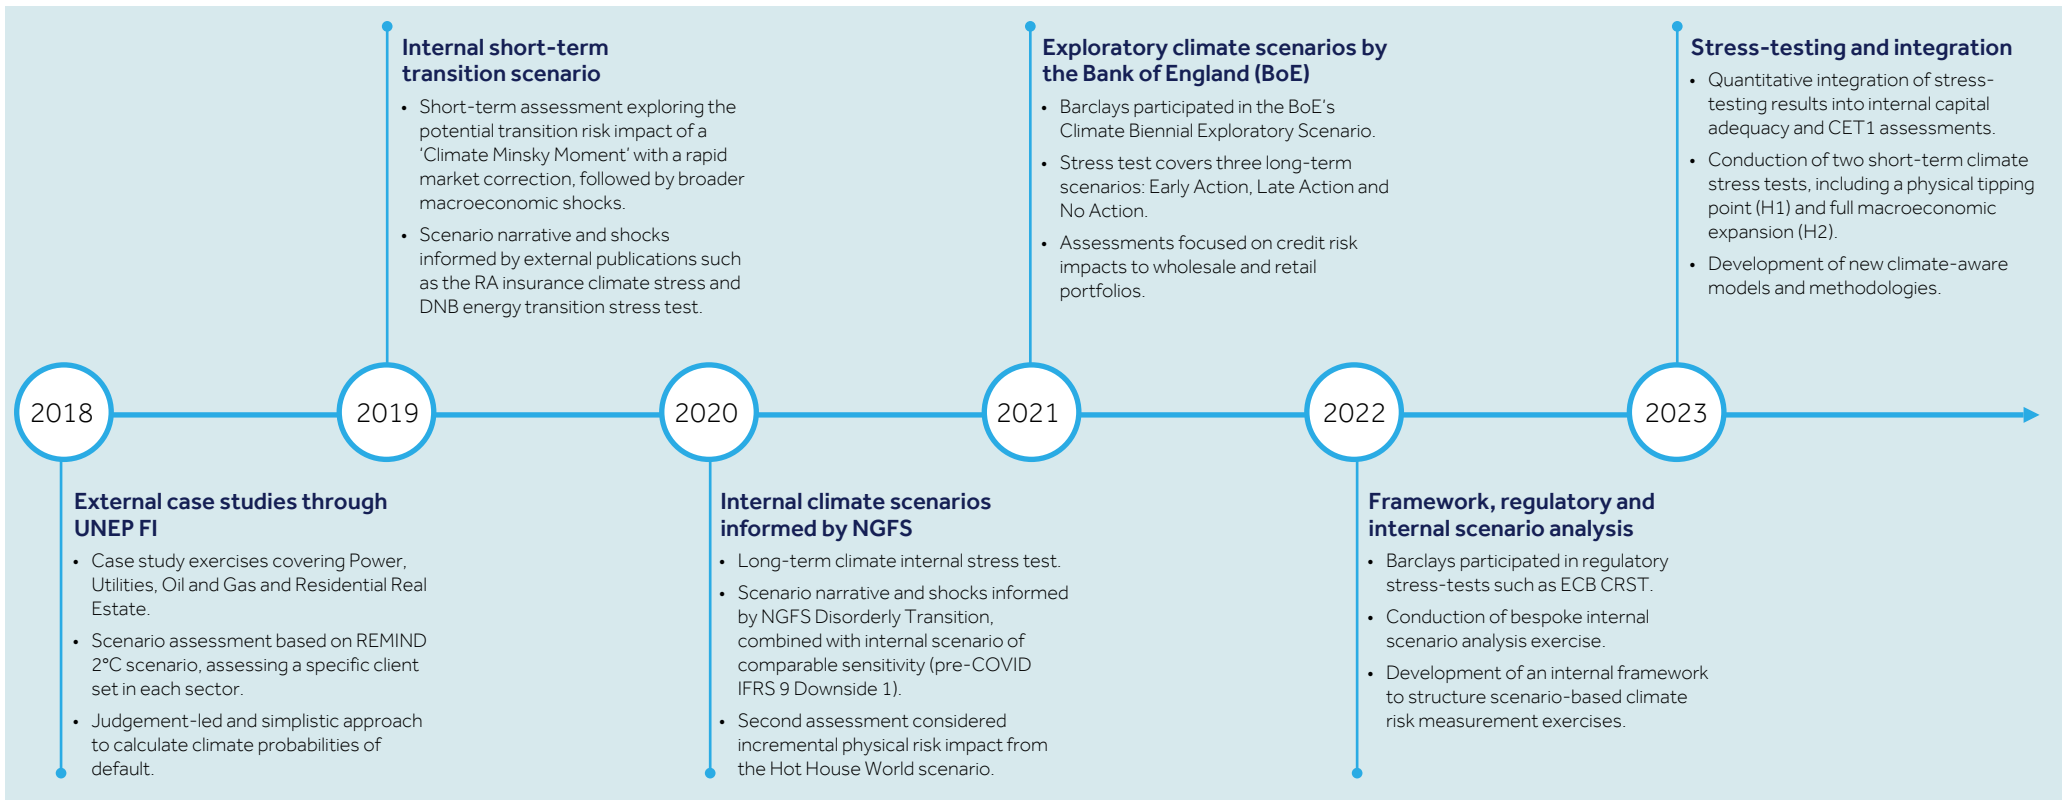 Internal short-term
transition scenario
• Short-term assessment exploring the
potential transition risk impact of a
‘Climate Minsky Moment’ with a rapid
market correction, followed by broader
macroeconomic shocks.
• Scenario narrative and shocks
informed by external publications such
as the RA insurance climate stress and
DNB energy transition stress test.
Exploratory climate scenarios by
the Bank of England (BoE)
• Barclays participated in the BoE’s
Climate Biennial Exploratory Scenario.
• Stress test covers three long-term
scenarios: Early Action, Late Action and
No Action.
• Assessments focused on credit risk
impacts to wholesale and retail
portfolios.
Stress-testing and integration
• Quantitative integration of stress-
testing results into internal capital
adequacy and CET1 assessments.
• Conduction of two short-term climate
stress tests, including a physical tipping
point (H1) and full macroeconomic
expansion (H2).
• Development of new climate-aware
models and methodologies.
2018
2019
2020
2021
2022
2023
External case studies through
UNEP FI
• Case study exercises covering Power,
Utilities, Oil and Gas and Residential Real
Estate.
• Scenario assessment based on REMIND
2°C scenario, assessing a specific client
set in each sector.
• Judgement-led and simplistic approach
to calculate climate probabilities of
default.
Internal climate scenarios
informed by NGFS
• Long-term climate internal stress test.
• Scenario narrative and shocks informed
by NGFS Disorderly Transition,
combined with internal scenario of
comparable sensitivity (pre-COVID
IFRS 9 Downside 1).
• Second assessment considered
incremental physical risk impact from
the Hot House World scenario.
Framework, regulatory and
internal scenario analysis
• Barclays participated in regulatory
stress-tests such as ECB CRST.
• Conduction of bespoke internal
scenario analysis exercise.
• Development of an internal framework
to structure scenario-based climate
risk measurement exercises.